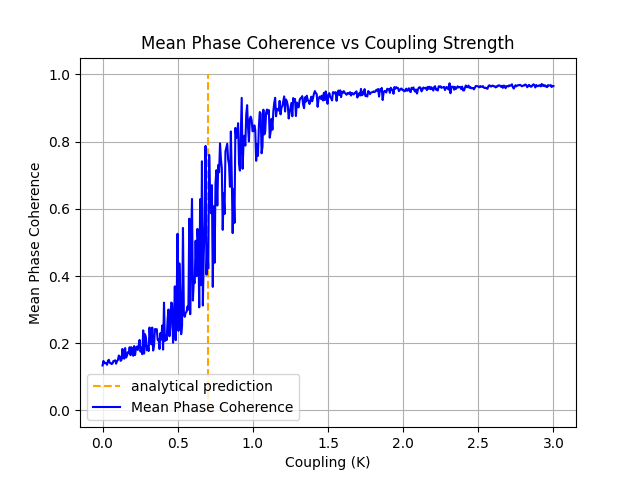 Mean Phase Coherence vs Coupling Strength
Mean Phase Coherence
1.0
0.8
0.6
0.4
0.2
0.0
analytical prediction
Mean Phase Coherence
0.0 0.5 1.0 1.5 2.0 2.5 3.0
Coupling (K)